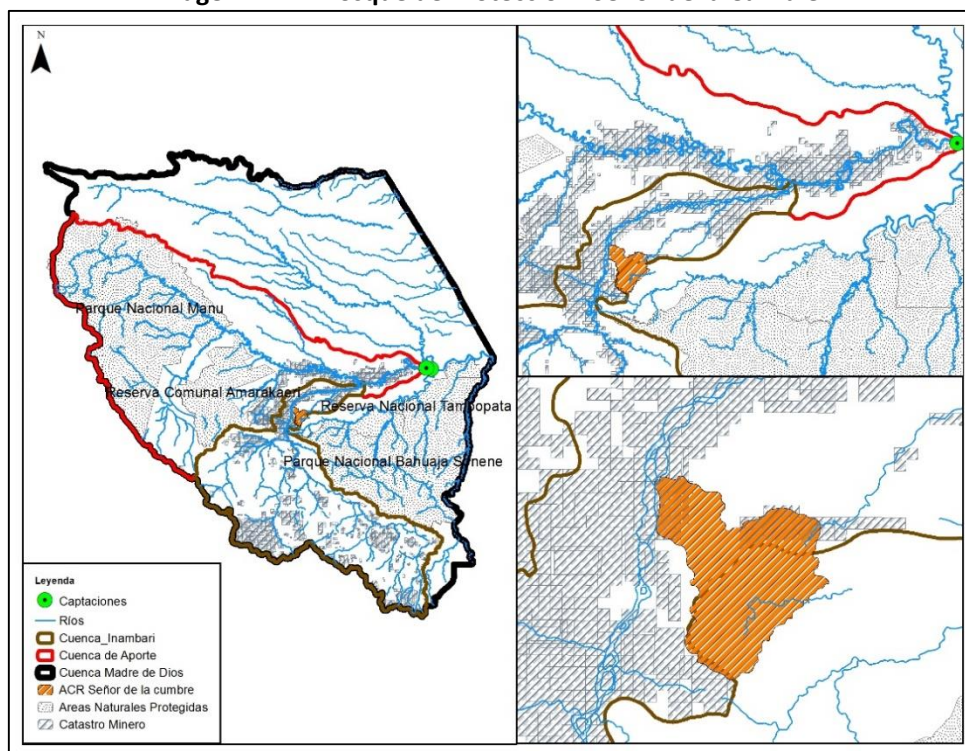 N
Parque Nacional Manu
Reserva Comunal Amarakaeri
Reserva Nacional Tambopata
Parque Nacional Bahuaja Sonene
Leyenda
Captaciones
Ríos
Cuenca_Inambari
Cuenca de Aporte
Cuenca Madre de Dios
ACR Señor de la cumbre
Areas Naturales Protegidas
Catastro Minero